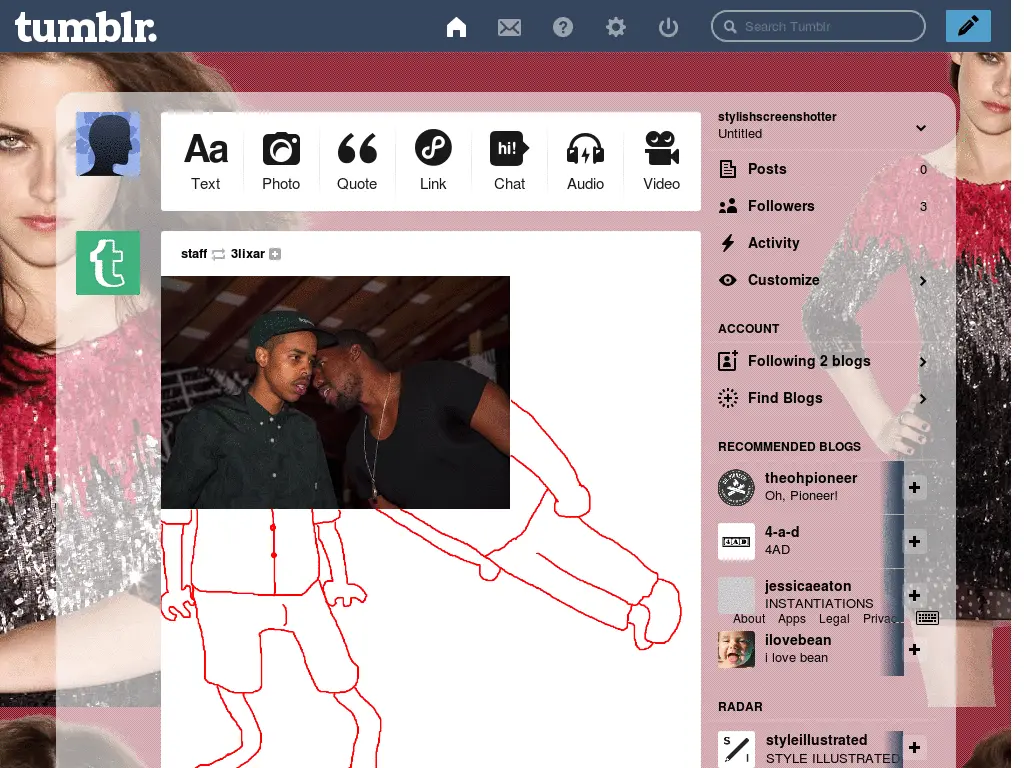 tumblr.
Search Tumblr
Aa
hi!
Text
Photo
Quote
Link
Chat
Audio
Video
staff
3lixar
stylishscreenshotter
Untitled
Posts 0
Followers 3
Activity
Customize
ACCOUNT
Following 2 blogs
Find Blogs
RECOMMENDED BLOGS
theohpioneer
Oh, Pioneer!
4-a-d
4AD
4AD
jessicaeaton
INSTANTIATIONS
About Apps Legal Privac
ilovebean
i love bean
RADAR
styleillustrated
STYLE ILLUSTRATED
S
I